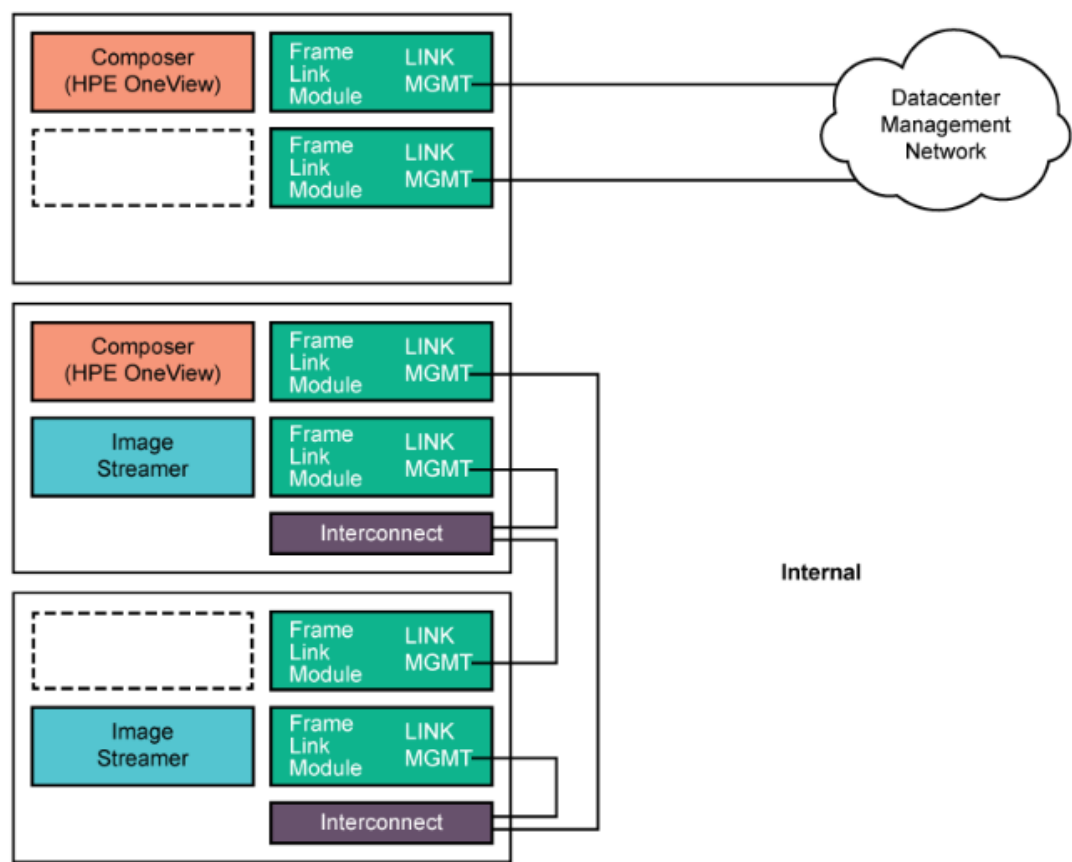 Composer
(HPE OneView)
Frame
Link
Module
LINK
MGMT
Frame
Link
Module
LINK
MGMT
Datacenter
Management
Network
Composer
(HPE OneView)
Frame
Link
Module
LINK
MGMT
Image
Streamer
Frame
Link
Module
LINK
MGMT
Interconnect
Internal
Frame
Link
Module
LINK
MGMT
Image
Streamer
Frame
Link
Module
LINK
MGMT
Interconnect